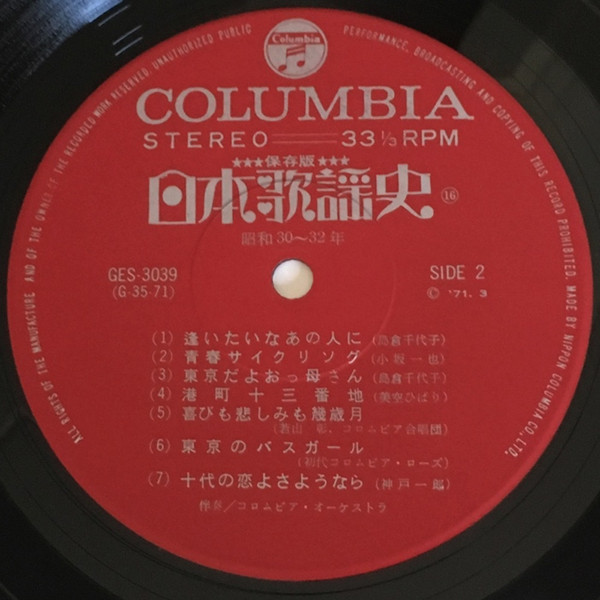 Columbia
COLUMBIA
STEREO 33⅓ RPM
★★★保存版★★★
日本歌謡史 ⑯
昭和30〜32年
GES-3039
(G-35-71)
SIDE 2
Ⓒ '71. 3
(1) 逢いたいなあの人に (島倉千代子)
(2) 青春サイクリング (小坂一也)
(3) 東京だよおっ母さん (島倉千代子)
(4) 港町十三番地 (美空ひばり)
(5) 喜びも悲しみも幾歳月
(若山 彰、コロムビア合唱団)
(6) 東京のバスガール
(初代コロムビア・ローズ)
(7) 十代の恋よさようなら (神戸一郎)
伴奏/コロムビア・オーケストラ
ALL RIGHTS OF THE MANUFACTURE AND OF THE OWNER OF THE RECORDED WORK RESERVED. UNAUTHORIZED PUBLIC PERFORMANCE, BROADCASTING AND COPYING OF THIS RECORD PROHIBITED. MADE BY NIPPON COLUMBIA CO. LTD.